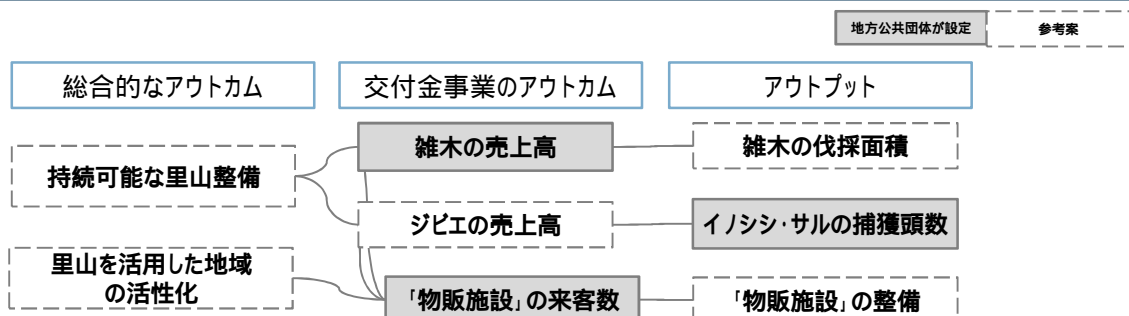 地方公共団体が設定
参考案
総合的なアウトカム
交付金事業のアウトカム
アウトプット
雑木の売上高
雑木の伐採面積
持続可能な里山整備
ジビエの売上高
イノシシ・サルの捕獲頭数
里山を活用した地域
の活性化
「物販施設」の来客数
「物販施設」の整備